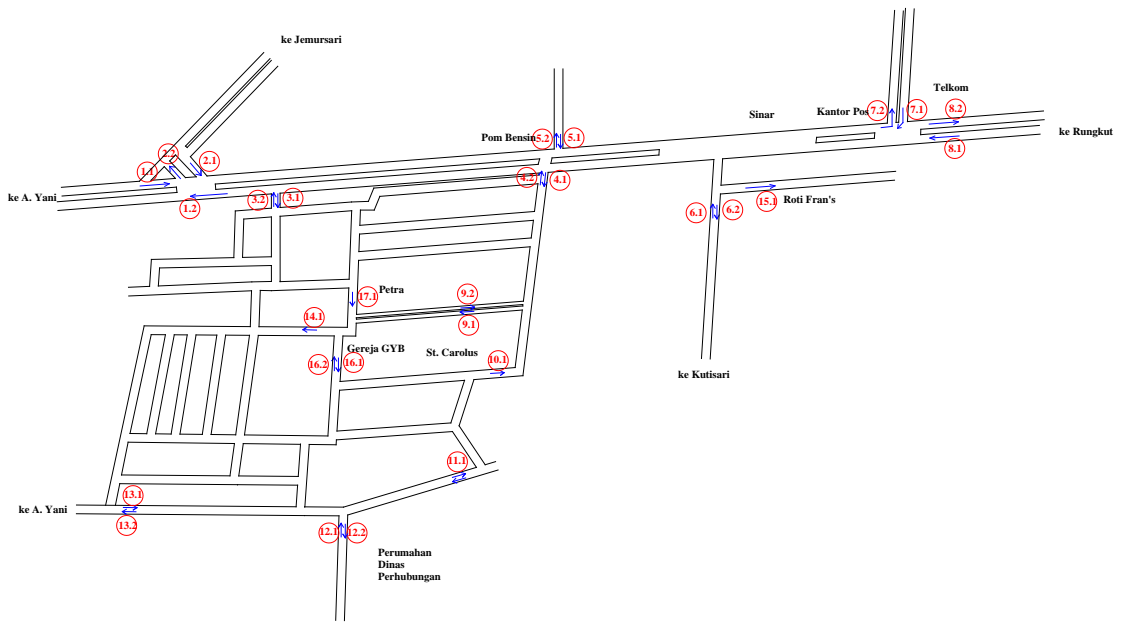 ke Jemursari
Telkom
7.2
7.1
8.2
Kantor Pos
Sinar
ke Rungkut
Pom Bensin
5.2
5.1
8.1
2.2
2.1
1.1
4.2
4.1
ke A. Yani
3.2
3.1
1.2
15.1
Roti Fran's
6.1
6.2
Petra
17.1
9.2
14.1
9.1
Gereja GYB
St. Carolus
16.2
16.1
10.1
ke Kutisari
11.1
13.1
ke A. Yani
13.2
12.1
12.2
Perumahan
Dinas
Perhubungan